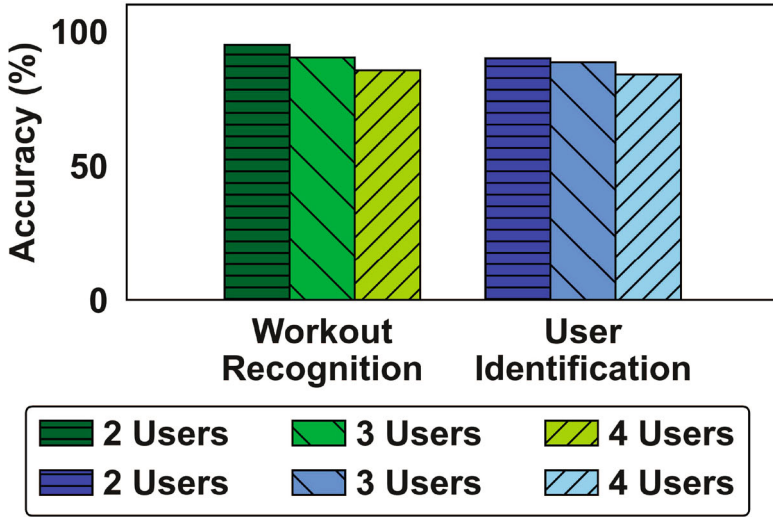 Accuracy (%)
100
50
0
Workout
Recognition
User
Identification
2 Users
3 Users
4 Users
2 Users
3 Users
4 Users